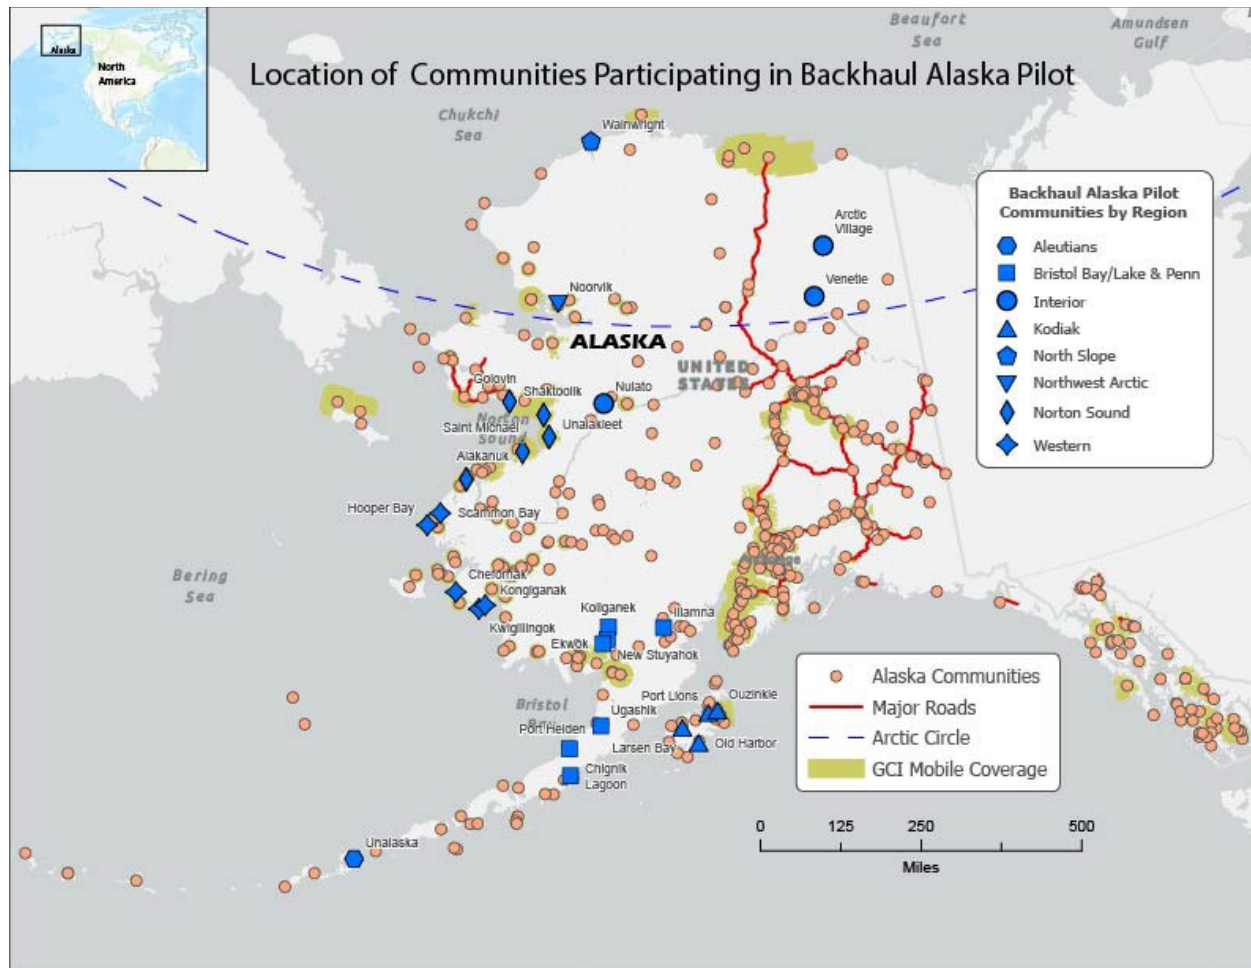 Alaska
North
America
Beaufort
Sea
Amundsen
Gulf
Location of Communities Participating in Backhaul Alaska Pilot
Chukchi
Sea
Wainwright
Backhaul Alaska Pilot
Communities by Region
Aleutians
Bristol Bay/Lake & Penn
Interior
Kodiak
North Slope
Northwest Arctic
Norton Sound
Western
Arctic
Village
Venetie
Noorvik
ALASKA
UNITED
STATES
Golovin
Shaktoolik
Nulato
Norton
Sound
Saint Michael
Unalakleet
Alakanuk
Hooper Bay
Scammon Bay
Bering
Sea
Chefornak
Kongiganak
Kwigillingok
Koliganek
Iliamna
Ekwok
New Stuyahok
Port Lions
Ouzinkie
Bristol
Ugashik
Port Heiden
Larsen Bay
Old Harbor
Chignik
Lagoon
Unalaska
Alaska Communities
Major Roads
Arctic Circle
GCI Mobile Coverage
0 125 250 500
Miles